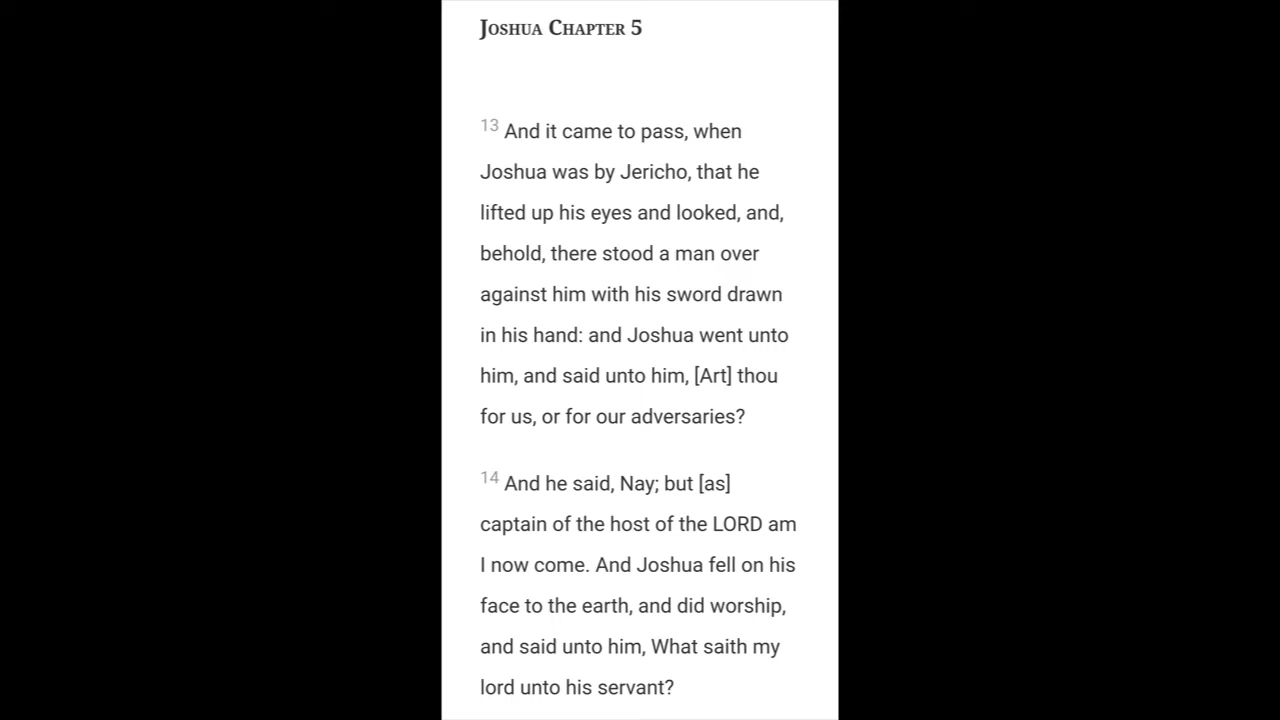 Joshua Chapter 5
13 And it came to pass, when
Joshua was by Jericho, that he
lifted up his eyes and looked, and,
behold, there stood a man over
against him with his sword drawn
in his hand: and Joshua went unto
him, and said unto him, [Art] thou
for us, or for our adversaries?
14 And he said, Nay; but [as]
captain of the host of the LORD am
I now come. And Joshua fell on his
face to the earth, and did worship,
and said unto him, What saith my
lord unto his servant?